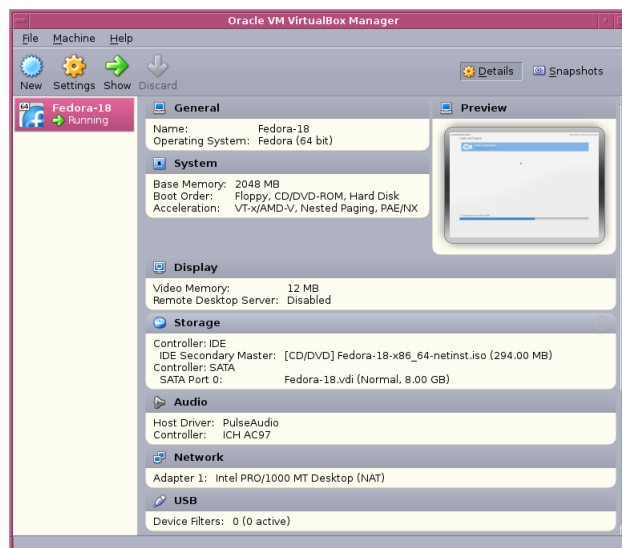 Oracle VM VirtualBox Manager
File Machine Help
New Settings Show Discard
Details Snapshots
64 Fedora-18
Running
General
Name: Fedora-18
Operating System: Fedora (64 bit)
System
Base Memory: 2048 MB
Boot Order: Floppy, CD/DVD-ROM, Hard Disk
Acceleration: VT-x/AMD-V, Nested Paging, PAE/NX
Preview
Display
Video Memory: 12 MB
Remote Desktop Server: Disabled
Storage
Controller: IDE
IDE Secondary Master: [CD/DVD] Fedora-18-x86_64-netinst.iso (294.00 MB)
Controller: SATA
SATA Port 0: Fedora-18.vdi (Normal, 8.00 GB)
Audio
Host Driver: PulseAudio
Controller: ICH AC97
Network
Adapter 1: Intel PRO/1000 MT Desktop (NAT)
USB
Device Filters: 0 (0 active)